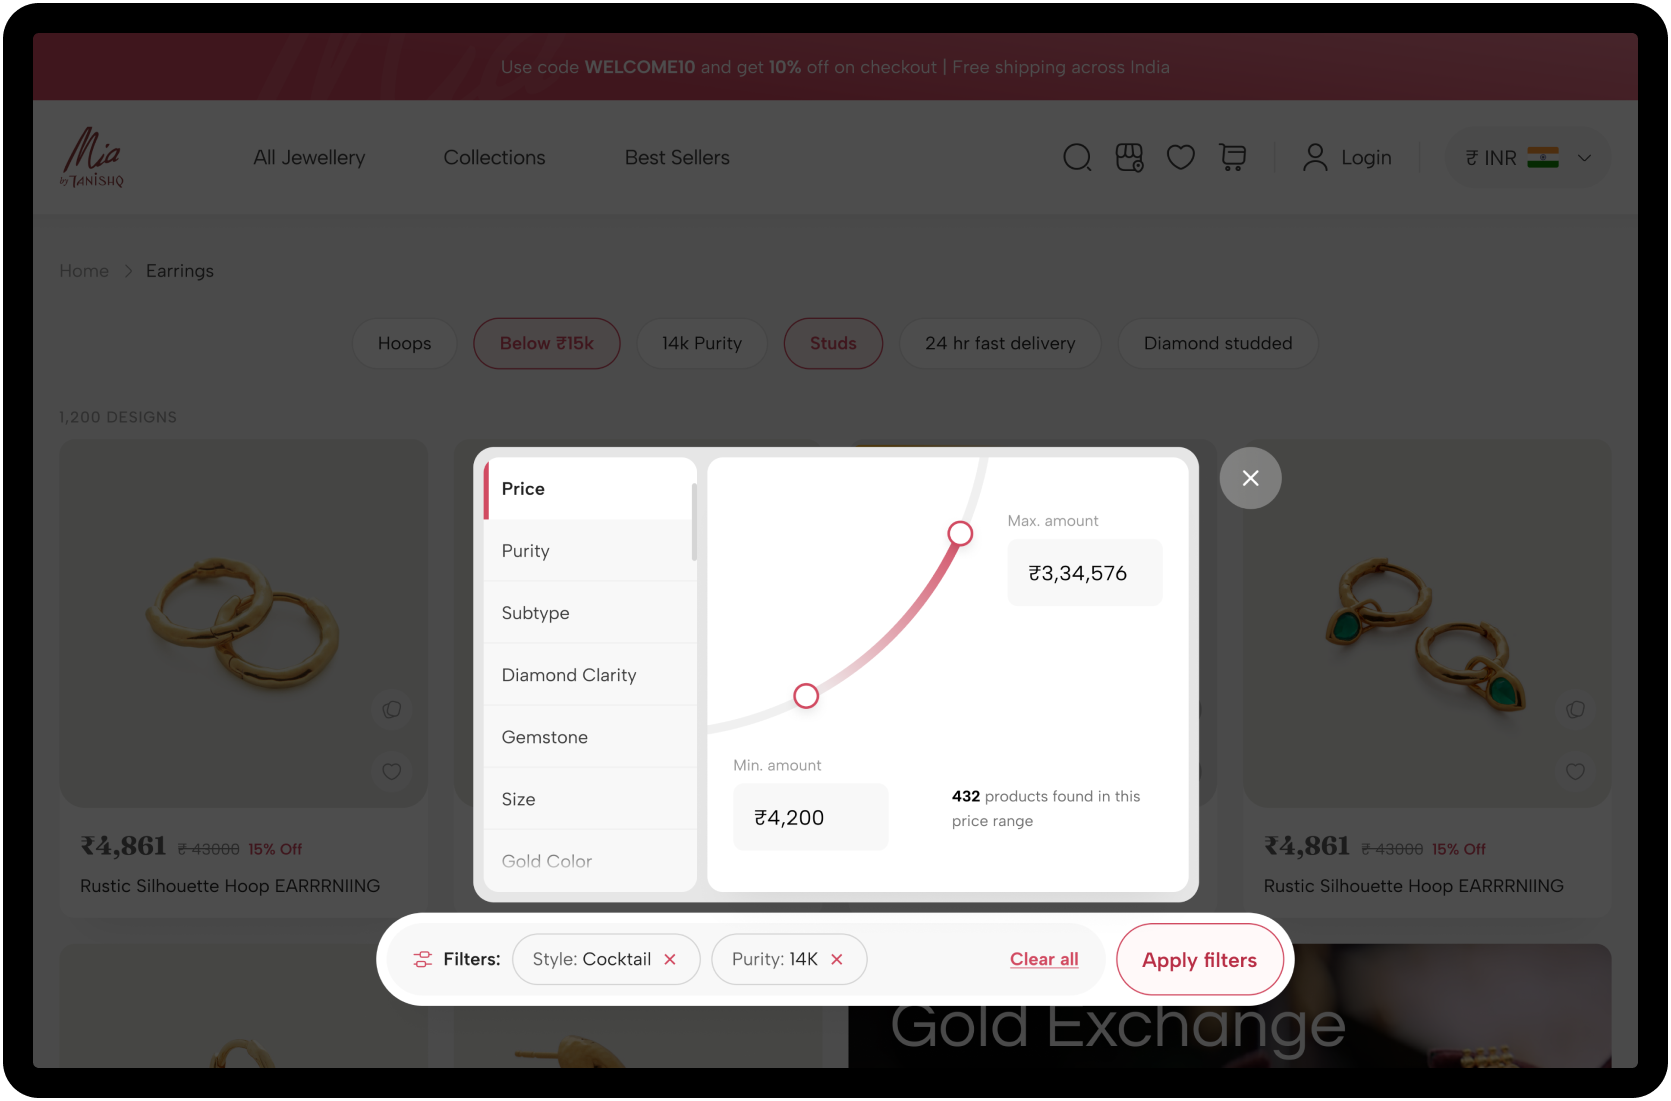 Use code WELCOME10 and get 10% off on checkout | Free shipping across India
Mia
by TANISHQ
All Jewellery
Collections
Best Sellers
Login
₹ INR
Home > Earrings
Hoops
Below ₹15k
14k Purity
Studs
24 hr fast delivery
Diamond studded
1,200 DESIGNS
Price
Purity
Subtype
Diamond Clarity
Gemstone
Size
Gold Color
Max. amount
₹3,34,576
Min. amount
₹4,200
432 products found in this
price range
₹4,861 ₹ 43000 15% Off
Rustic Silhouette Hoop EARRRNIING
₹4,861 ₹ 43000 15% Off
Rustic Silhouette Hoop EARRRNIING
Filters:
Style: Cocktail
Purity: 14K
Clear all
Apply filters
Gold Exchange